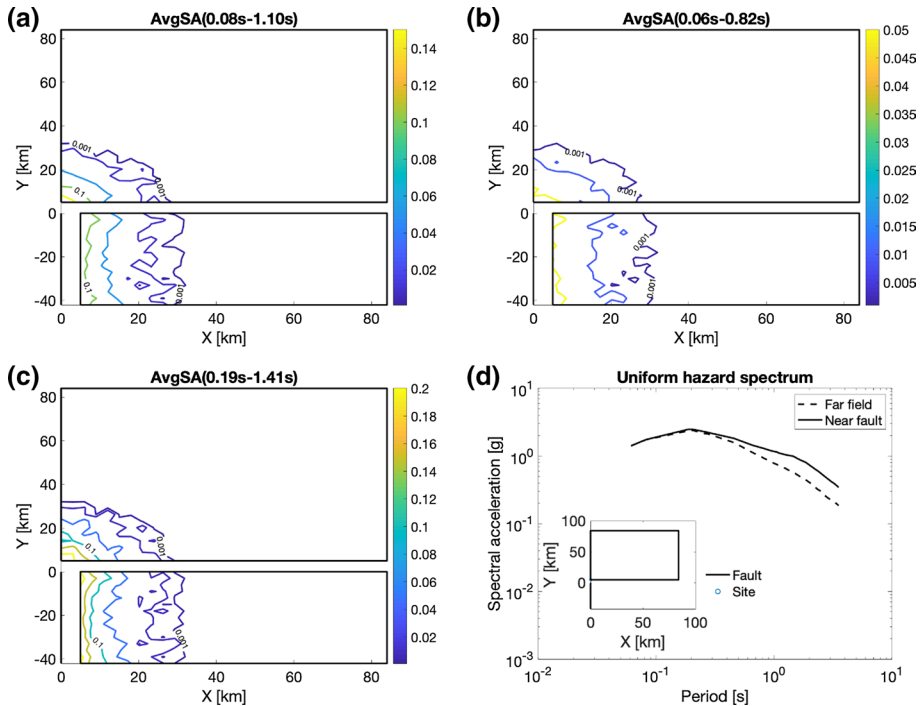 (a)
AvgSA(0.08s-1.10s)
80
60
40
20
Y [km]
0.001
0.001
0.1
0
-20
-40
0.1
0.001
0 20 40 60 80
X [km]
0.14
0.12
0.1
0.08
0.06
0.04
0.02
(b)
AvgSA(0.06s-0.82s)
80
60
40
20
Y [km]
0.001
0.001
0
-20
-40
0.001
0 20 40 60 80
X [km]
0.05
0.045
0.04
0.035
0.03
0.025
0.02
0.015
0.01
0.005
(c)
AvgSA(0.19s-1.41s)
80
60
40
20
Y [km]
0.1
0.001
0
-20
-40
0.1
0.001
0 20 40 60 80
X [km]
0.2
0.18
0.16
0.14
0.12
0.1
0.08
0.06
0.04
0.02
(d)
Uniform hazard spectrum
Far field
Near fault
Spectral acceleration [g]
10¹
10⁰
10⁻¹
10⁻²
10⁻³
100
50
0
Y [km]
0 50 100
X [km]
Fault
Site
10⁻² 10⁻¹ 10⁰ 10¹
Period [s]